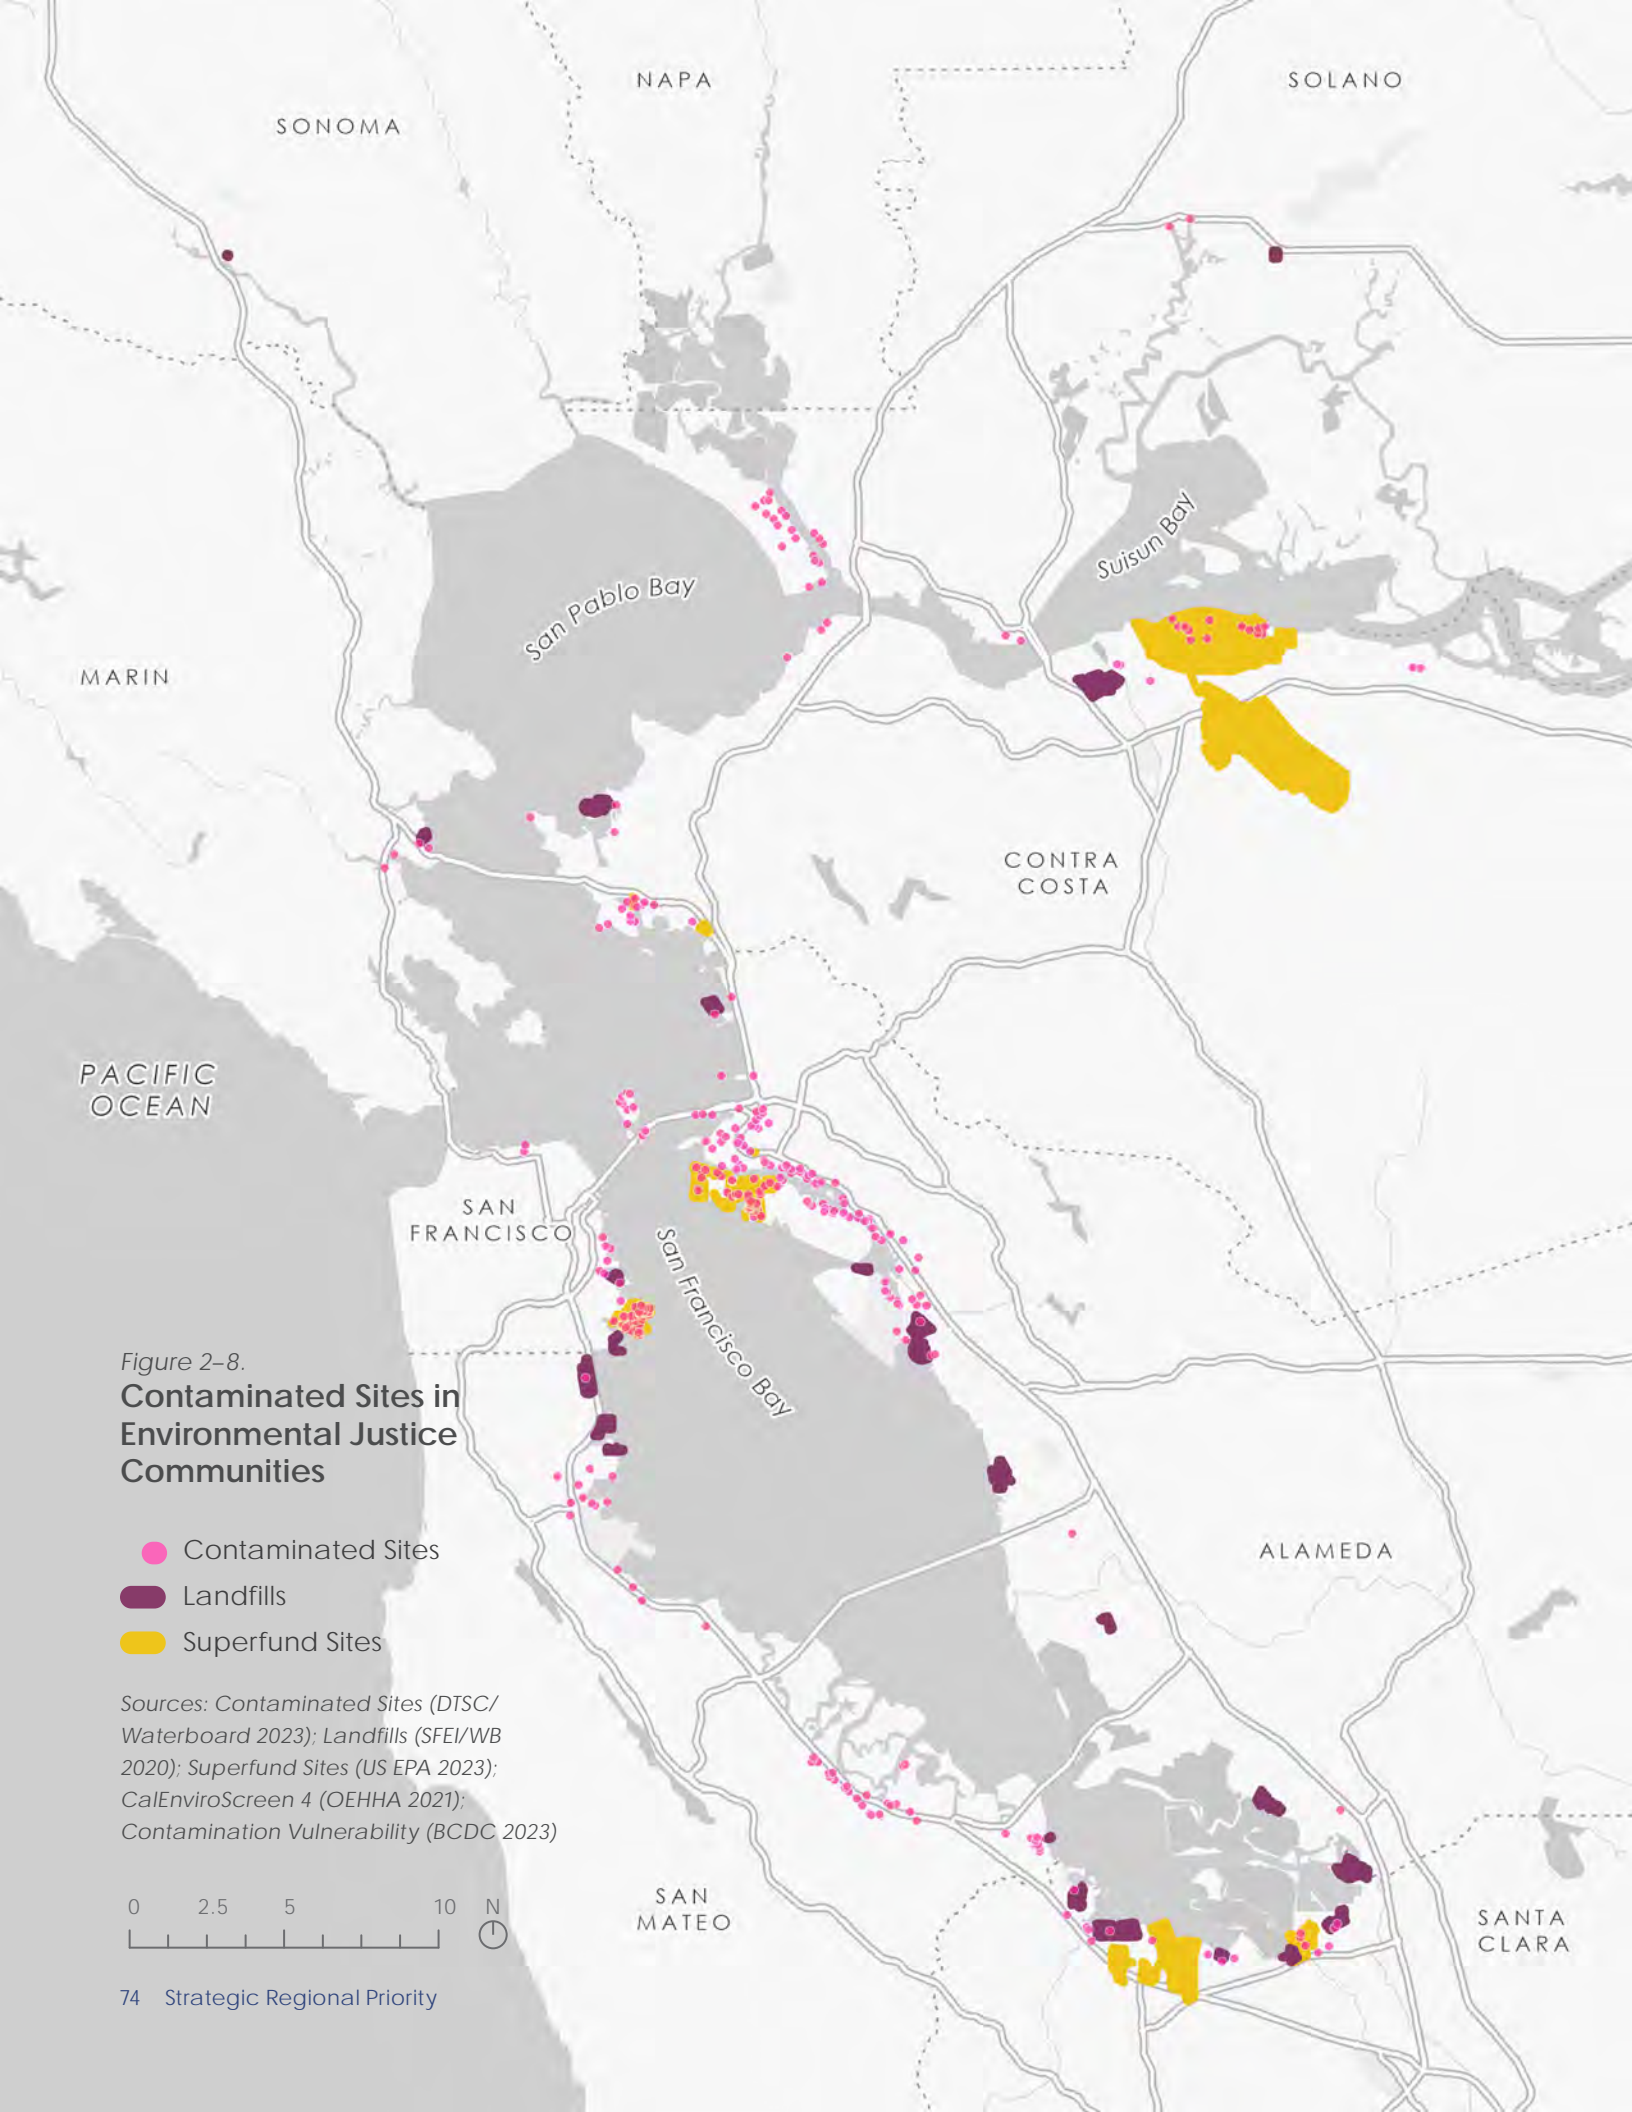 NAPA
SOLANO
SONOMA
Suisun Bay
San Pablo Bay
MARIN
CONTRA
COSTA
PACIFIC
OCEAN
SAN
FRANCISCO
San Francisco Bay
Figure 2–8.
Contaminated Sites in
Environmental Justice
Communities
Contaminated Sites
Landfills
Superfund Sites
ALAMEDA
Sources: Contaminated Sites (DTSC/
Waterboard 2023); Landfills (SFEI/WB
2020); Superfund Sites (US EPA 2023);
CalEnviroScreen 4 (OEHHA 2021);
Contamination Vulnerability (BCDC 2023)
0 2.5 5 10 N
SAN
MATEO
SANTA
CLARA
74 Strategic Regional Priority